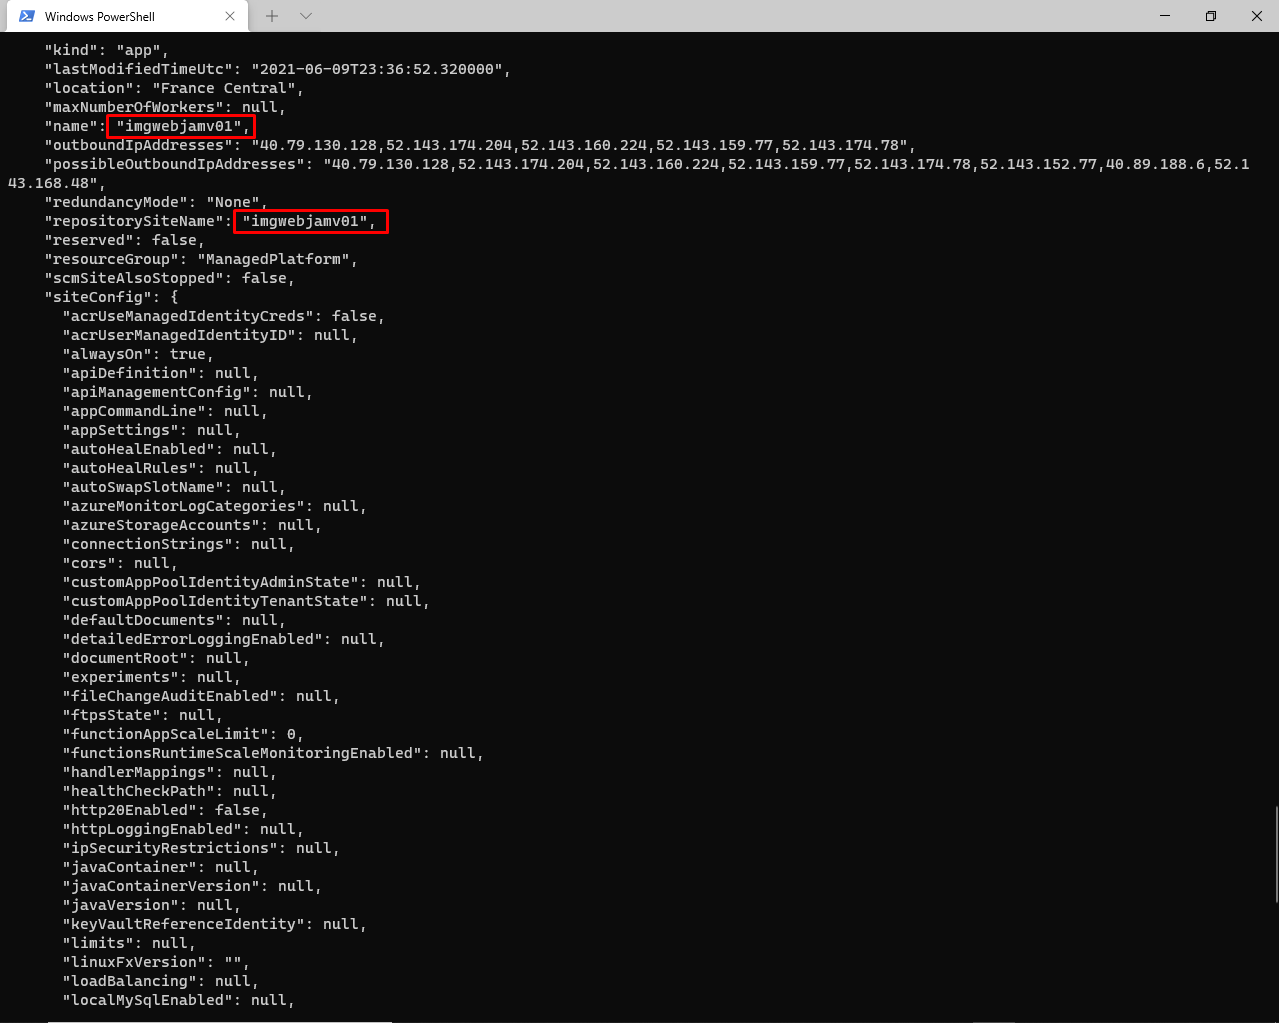 Windows PowerShell
"kind": "app",
"lastModifiedTimeUtc": "2021-06-09T23:36:52.320000",
"location": "France Central",
"maxNumberOfWorkers": null,
"name": "imgwebjamv01",
"outboundIpAddresses": "40.79.130.128,52.143.174.204,52.143.160.224,52.143.159.77,52.143.174.78",
"possibleOutboundIpAddresses": "40.79.130.128,52.143.174.204,52.143.160.224,52.143.159.77,52.143.174.78,52.143.152.77,40.89.188.6,52.1
43.168.48",
"redundancyMode": "None",
"repositorySiteName": "imgwebjamv01",
"reserved": false,
"resourceGroup": "ManagedPlatform",
"scmSiteAlsoStopped": false,
"siteConfig": {
"acrUseManagedIdentityCreds": false,
"acrUserManagedIdentityID": null,
"alwaysOn": true,
"apiDefinition": null,
"apiManagementConfig": null,
"appCommandLine": null,
"appSettings": null,
"autoHealEnabled": null,
"autoHealRules": null,
"autoSwapSlotName": null,
"azureMonitorLogCategories": null,
"azureStorageAccounts": null,
"connectionStrings": null,
"cors": null,
"customAppPoolIdentityAdminState": null,
"customAppPoolIdentityTenantState": null,
"defaultDocuments": null,
"detailedErrorLoggingEnabled": null,
"documentRoot": null,
"experiments": null,
"fileChangeAuditEnabled": null,
"ftpsState": null,
"functionAppScaleLimit": 0,
"functionsRuntimeScaleMonitoringEnabled": null,
"handlerMappings": null,
"healthCheckPath": null,
"http20Enabled": false,
"httpLoggingEnabled": null,
"ipSecurityRestrictions": null,
"javaContainer": null,
"javaContainerVersion": null,
"javaVersion": null,
"keyVaultReferenceIdentity": null,
"limits": null,
"linuxFxVersion": "",
"loadBalancing": null,
"localMySqlEnabled": null,